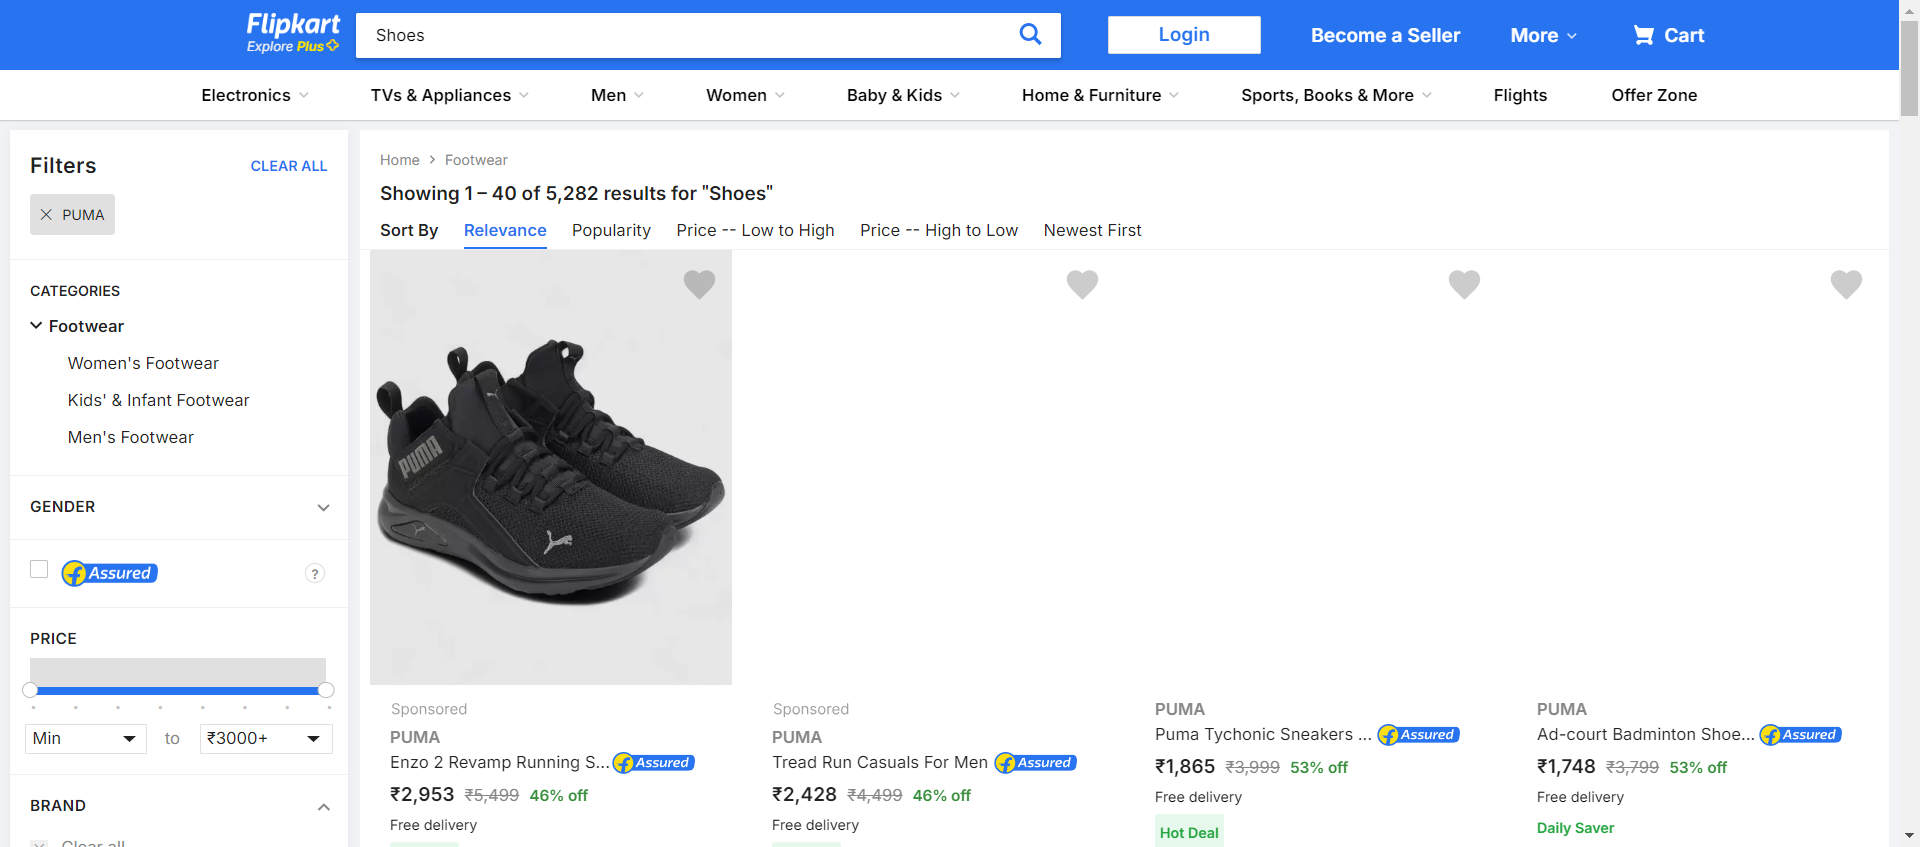 Flipkart
Explore Plus
Shoes
Login
Become a Seller
More
Cart
Electronics
TVs & Appliances
Men
Women
Baby & Kids
Home & Furniture
Sports, Books & More
Flights
Offer Zone
Filters
CLEAR ALL
PUMA
CATEGORIES
Footwear
Women's Footwear
Kids' & Infant Footwear
Men's Footwear
GENDER
Assured
?
PRICE
Min
to
₹3000+
BRAND
Clear all
Home
Footwear
Showing 1 – 40 of 5,282 results for "Shoes"
Sort By
Relevance
Popularity
Price -- Low to High
Price -- High to Low
Newest First
PUMA
Sponsored
PUMA
Enzo 2 Revamp Running S...
Assured
₹2,953 ₹5,499 46% off
Free delivery
Sponsored
PUMA
Tread Run Casuals For Men
Assured
₹2,428 ₹4,499 46% off
Free delivery
PUMA
Puma Tychonic Sneakers ...
Assured
₹1,865 ₹3,999 53% off
Free delivery
Hot Deal
PUMA
Ad-court Badminton Shoe...
Assured
₹1,748 ₹3,799 53% off
Free delivery
Daily Saver